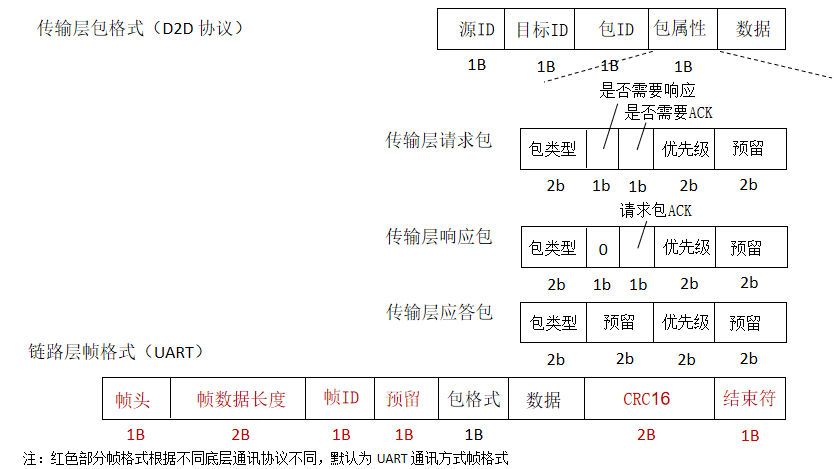 传输层包格式（D2D 协议）
源ID 目标ID 包ID 包属性 数据
1B 1B 1B 1B
是否需要响应
是否需要ACK
传输层请求包
包类型 优先级 预留
2b 1b 1b 2b 2b
请求包ACK
传输层响应包
包类型 0 优先级 预留
2b 1b 1b 2b 2b
传输层应答包
包类型 预留 优先级 预留
2b 2b 2b 2b
链路层帧格式（UART）
帧头 帧数据长度 帧ID 预留 包格式 数据 CRC16 结束符
1B 2B 1B 1B 1B 2B 1B
注：红色部分帧格式根据不同底层通讯协议不同，默认为 UART 通讯方式帧格式